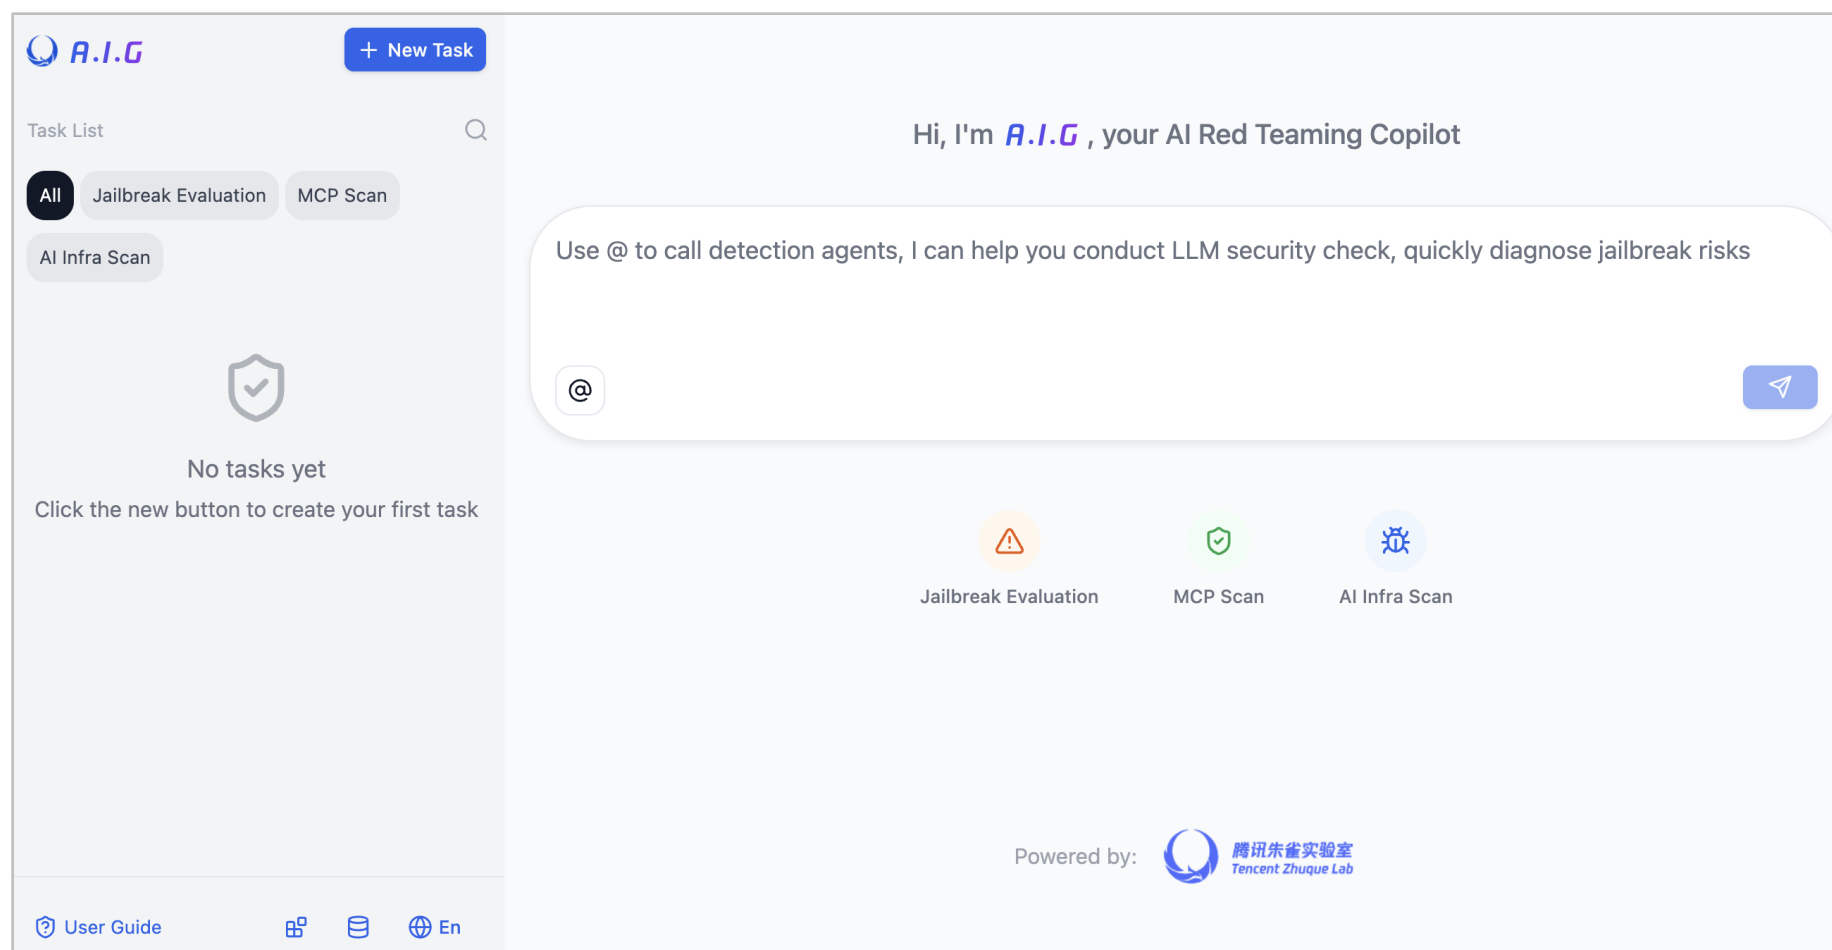 A.I.G
New Task
Task List
All
Jailbreak Evaluation
MCP Scan
AI Infra Scan
No tasks yet
Click the new button to create your first task
User Guide
En
Hi, I'm A.I.G , your AI Red Teaming Copilot
Use @ to call detection agents, I can help you conduct LLM security check, quickly diagnose jailbreak risks
@
Jailbreak Evaluation
MCP Scan
AI Infra Scan
Powered by:
腾讯朱雀实验室
Tencent Zhuque Lab